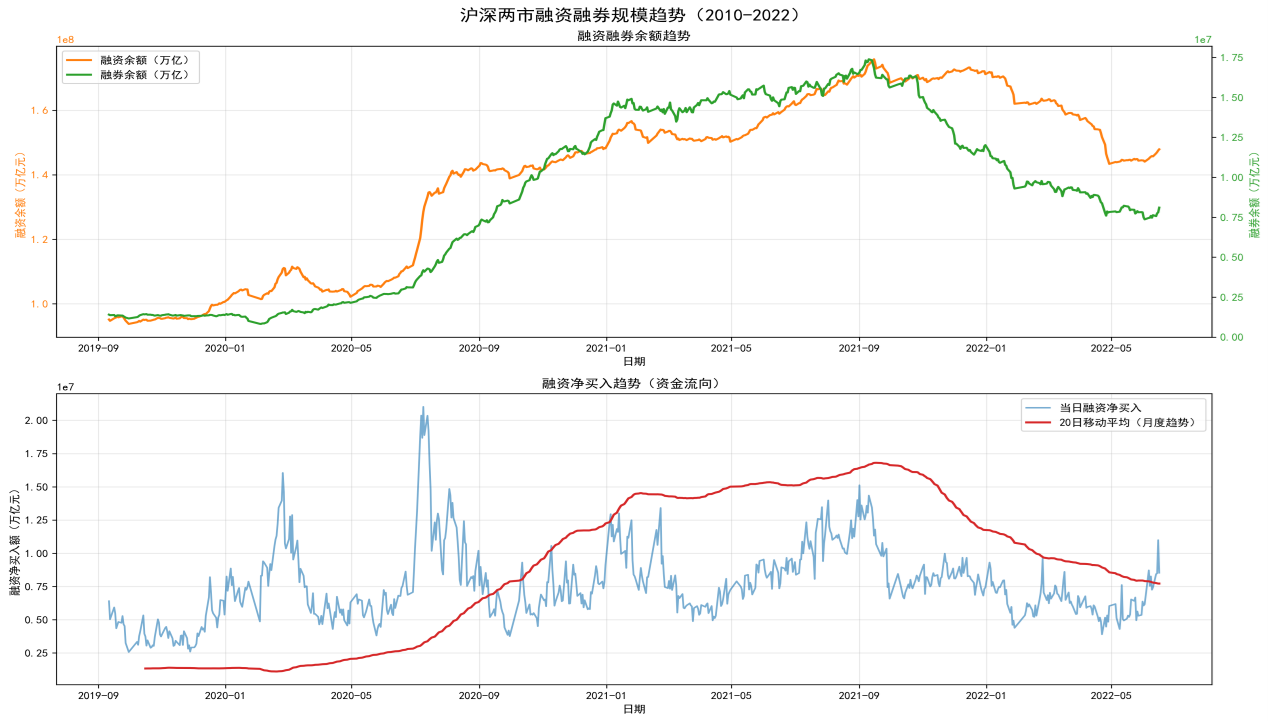 沪深两市融资融券规模趋势（2010-2022）
融资融券余额趋势
1e8
1e7
融资余额（万亿）
融券余额（万亿）
1.6
1.4
1.2
1.0
融资余额（万亿元）
1.75
1.50
1.25
1.00
0.75
0.50
0.25
0.00
融券余额（万亿元）
2019-09
2020-01
2020-05
2020-09
2021-01
2021-05
2021-09
2022-01
2022-05
日期
融资净买入趋势（资金流向）
1e7
当日融资净买入
20日移动平均（月度趋势）
2.00
1.75
1.50
1.25
1.00
0.75
0.50
0.25
融资净买入额（万亿元）
2019-09
2020-01
2020-05
2020-09
2021-01
2021-05
2021-09
2022-01
2022-05
日期